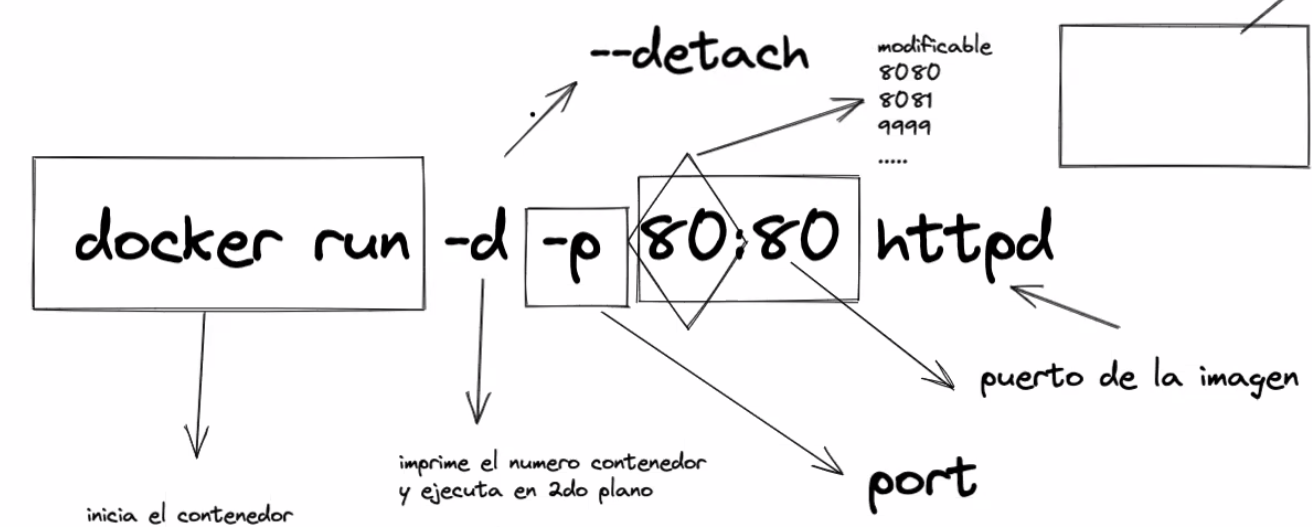 --detach
modificable
8080
8081
9999
.....
docker run -d -p 80:80 httpd
puerto de la imagen
imprime el numero contenedor
y ejecuta en 2do plano
port
inicia el contenedor